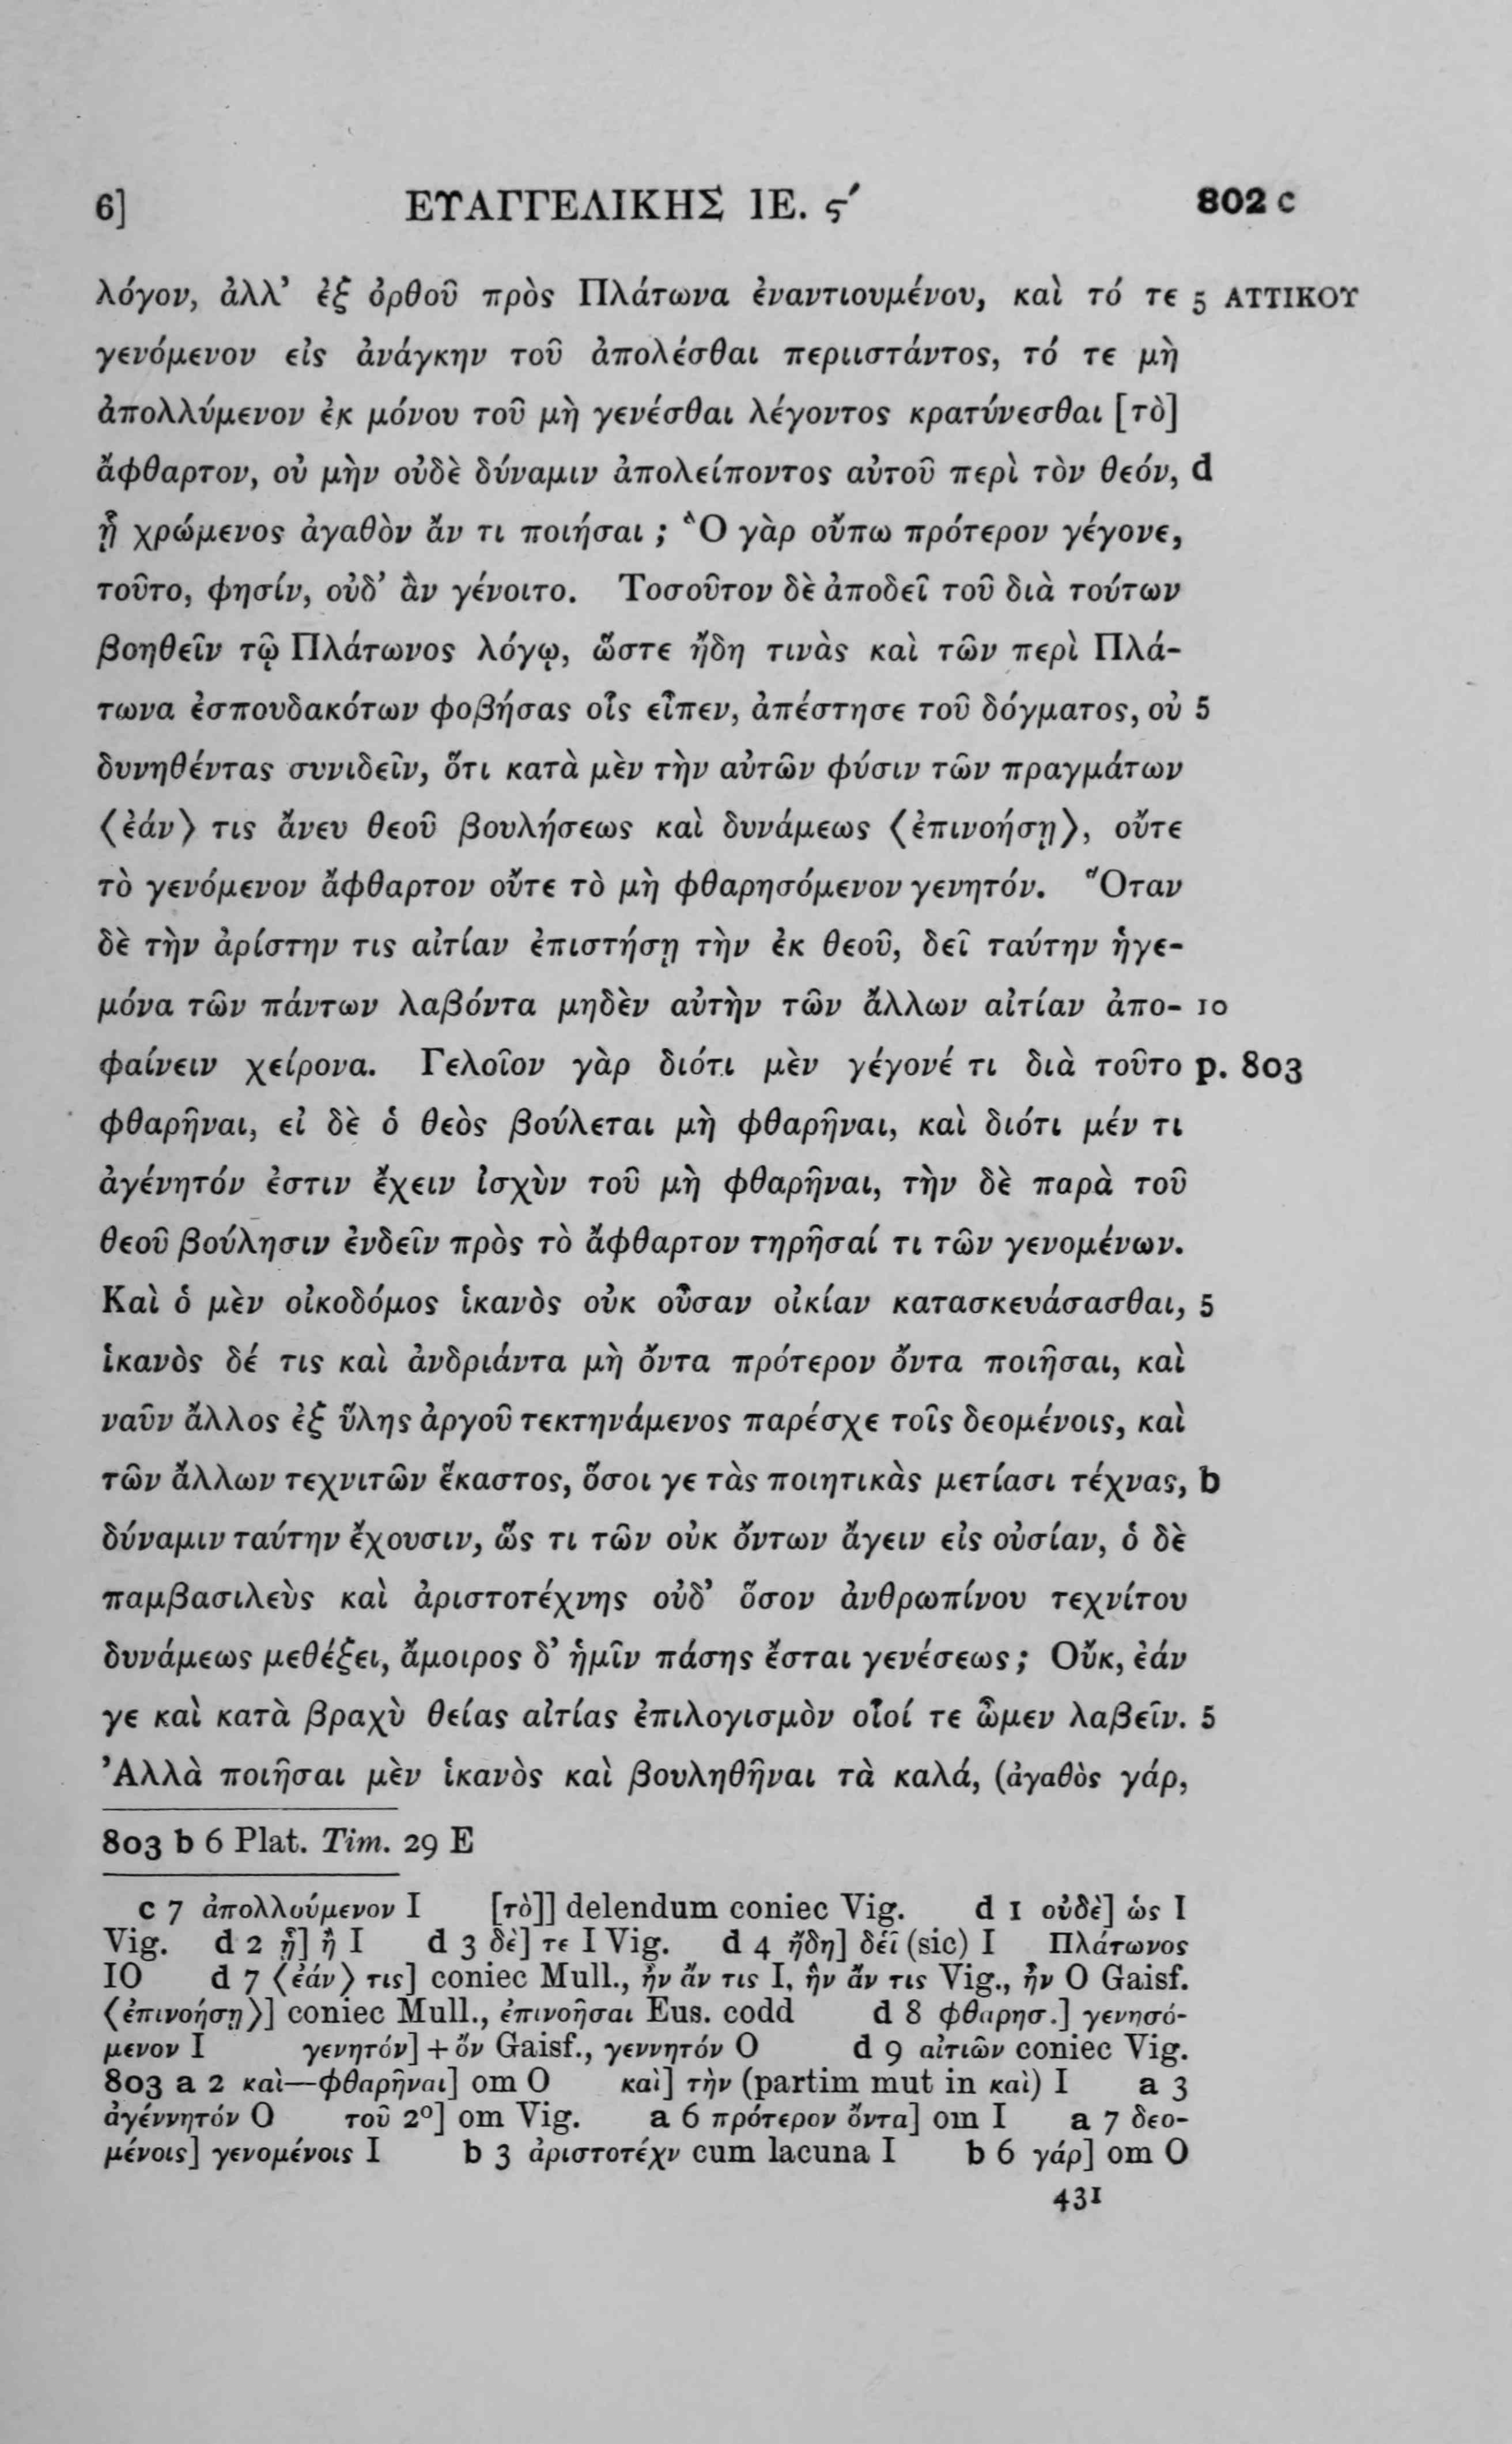 6] ΕΥΑΓΓΕΛΙΚΗΣ ΙΕ. ϛ′ 802 c
λόγον, ἀλλ’ ἐξ ὀρθοῦ πρὸς Πλάτωνα ἐναντιουμένου, καὶ τό τε 5 ΑΤΤΙΚΟΥ
γενόμενον εἰς ἀνάγκην τοῦ ἀπολέσθαι περιιστάντος, τό τε μὴ
ἀπολλύμενον ἐκ μόνου τοῦ μὴ γενέσθαι λέγοντος κρατύνεσθαι [τὸ]
ἄφθαρτον, οὐ μὴν οὐδὲ δύναμιν ἀπολείποντος αὐτοῦ περὶ τὸν θεόν, d
ᾗ χρώμενος ἀγαθὸν ἄν τι ποιήσαι ; Ὃ γὰρ οὔπω πρότερον γέγονε,
τοῦτο, φησίν, οὐδ’ ἂν γένοιτο. Τοσοῦτον δὲ ἀποδεῖ τοῦ διὰ τούτων
βοηθεῖν τῷ Πλάτωνος λόγῳ, ὥστε ἤδη τινὰς καὶ τῶν περὶ Πλά-
τωνα ἐσπουδακότων φοβήσας οἷς εἶπεν, ἀπέστησε τοῦ δόγματος, οὐ 5
δυνηθέντας συνιδεῖν, ὅτι κατὰ μὲν τὴν αὐτῶν φύσιν τῶν πραγμάτων
⟨ἐάν⟩ τις ἄνευ θεοῦ βουλήσεως καὶ δυνάμεως ⟨ἐπινοήσῃ⟩, οὔτε
τὸ γενόμενον ἄφθαρτον οὔτε τὸ μὴ φθαρησόμενον γενητόν. Ὅταν
δὲ τὴν ἀρίστην τις αἰτίαν ἐπιστήσῃ τὴν ἐκ θεοῦ, δεῖ ταύτην ἡγε-
μόνα τῶν πάντων λαβόντα μηδὲν αὐτὴν τῶν ἄλλων αἰτίαν ἀπο- 10
φαίνειν χείρονα. Γελοῖον γὰρ διότι μὲν γέγονέ τι διὰ τοῦτο p. 803
φθαρῆναι, εἰ δὲ ὁ θεὸς βούλεται μὴ φθαρῆναι, καὶ διότι μέν τι
ἀγένητόν ἐστιν ἔχειν ἰσχὺν τοῦ μὴ φθαρῆναι, τὴν δὲ παρὰ τοῦ
θεοῦ βούλησιν ἐνδεῖν πρὸς τὸ ἄφθαρτον τηρῆσαί τι τῶν γενομένων.
Καὶ ὁ μὲν οἰκοδόμος ἱκανὸς οὐκ οὖσαν οἰκίαν κατασκευάσασθαι, 5
ἱκανὸς δέ τις καὶ ἀνδριάντα μὴ ὄντα πρότερον ὄντα ποιῆσαι, καὶ
ναῦν ἄλλος ἐξ ὕλης ἀργοῦ τεκτηνάμενος παρέσχε τοῖς δεομένοις, καὶ
τῶν ἄλλων τεχνιτῶν ἕκαστος, ὅσοι γε τὰς ποιητικὰς μετίασι τέχνας, b
δύναμιν ταύτην ἔχουσιν, ὥς τι τῶν οὐκ ὄντων ἄγειν εἰς οὐσίαν, ὁ δὲ
παμβασιλεὺς καὶ ἀριστοτέχνης οὐδ’ ὅσον ἀνθρωπίνου τεχνίτου
δυνάμεως μεθέξει, ἄμοιρος δ’ ἡμῖν πάσης ἔσται γενέσεως ; Οὔκ, ἐάν
γε καὶ κατὰ βραχὺ θείας αἰτίας ἐπιλογισμὸν οἷοί τε ὦμεν λαβεῖν. 5
Ἀλλὰ ποιῆσαι μὲν ἱκανὸς καὶ βουληθῆναι τὰ καλά, (ἀγαθὸς γάρ,
803 b 6 Plat. Tim. 29 E
c 7 ἀπολλούμενον I [τὸ]] delendum coniec Vig. d 1 οὐδὲ] ὡς I
Vig. d 2 ᾗ] ἢ I d 3 δὲ] τε I Vig. d 4 ἤδη] δέῖ (sic) I Πλάτωνος
IO d 7 ⟨ἐάν⟩ τις] coniec Mull., ἦν ἄν τις I, ἣν ἄν τις Vig., ἦν O Gaisf.
⟨ἐπινοήσῃ⟩] coniec Mull., ἐπινοῆσαι Eus. codd d 8 φθαρησ.] γενησό-
μενον I γενητόν] + ὄν Gaisf., γεννητόν O d 9 αἰτιῶν coniec Vig.
803 a 2 καὶ—φθαρῆναι] om O καὶ] τὴν (partim mut in καὶ) I a 3
ἀγέννητόν O τοῦ 2º] om Vig. a 6 πρότερον ὄντα] om I a 7 δεο-
μένοις] γενομένοις I b 3 ἀριστοτέχν cum lacuna I b 6 γάρ] om O
431